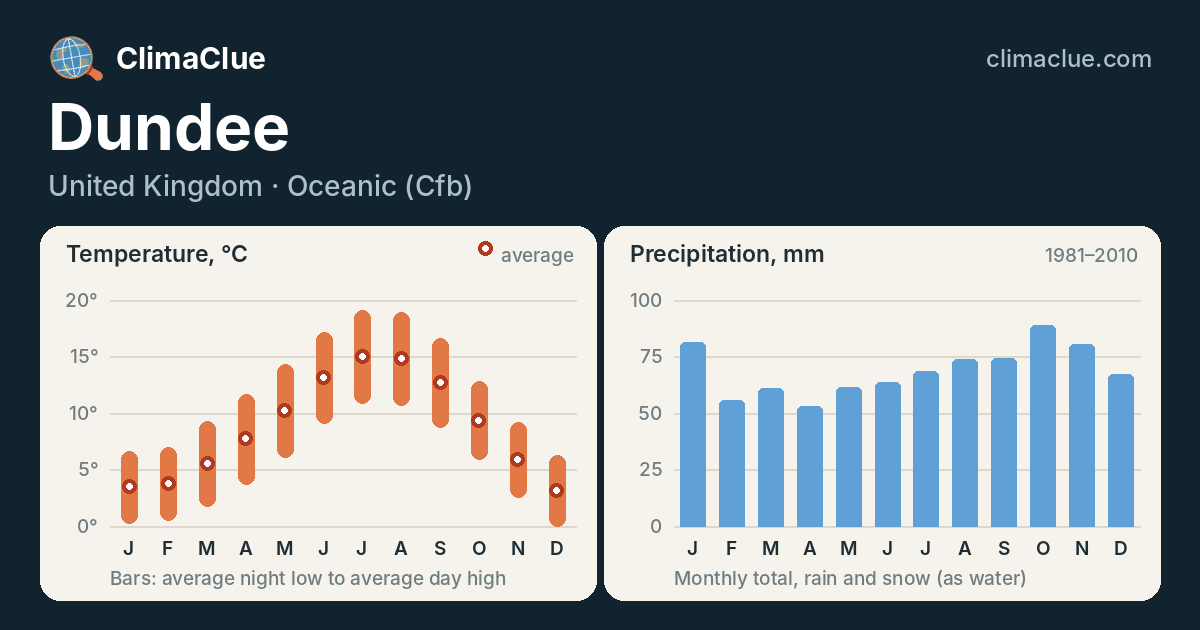 ClimaClue
climaclue.com
Dundee
United Kingdom · Oceanic (Cfb)
Temperature, °C
average
20°
15°
10°
5°
0°
J F M A M J J A S O N D
Bars: average night low to average day high
Precipitation, mm
1981–2010
100
75
50
25
0
J F M A M J J A S O N D
Monthly total, rain and snow (as water)